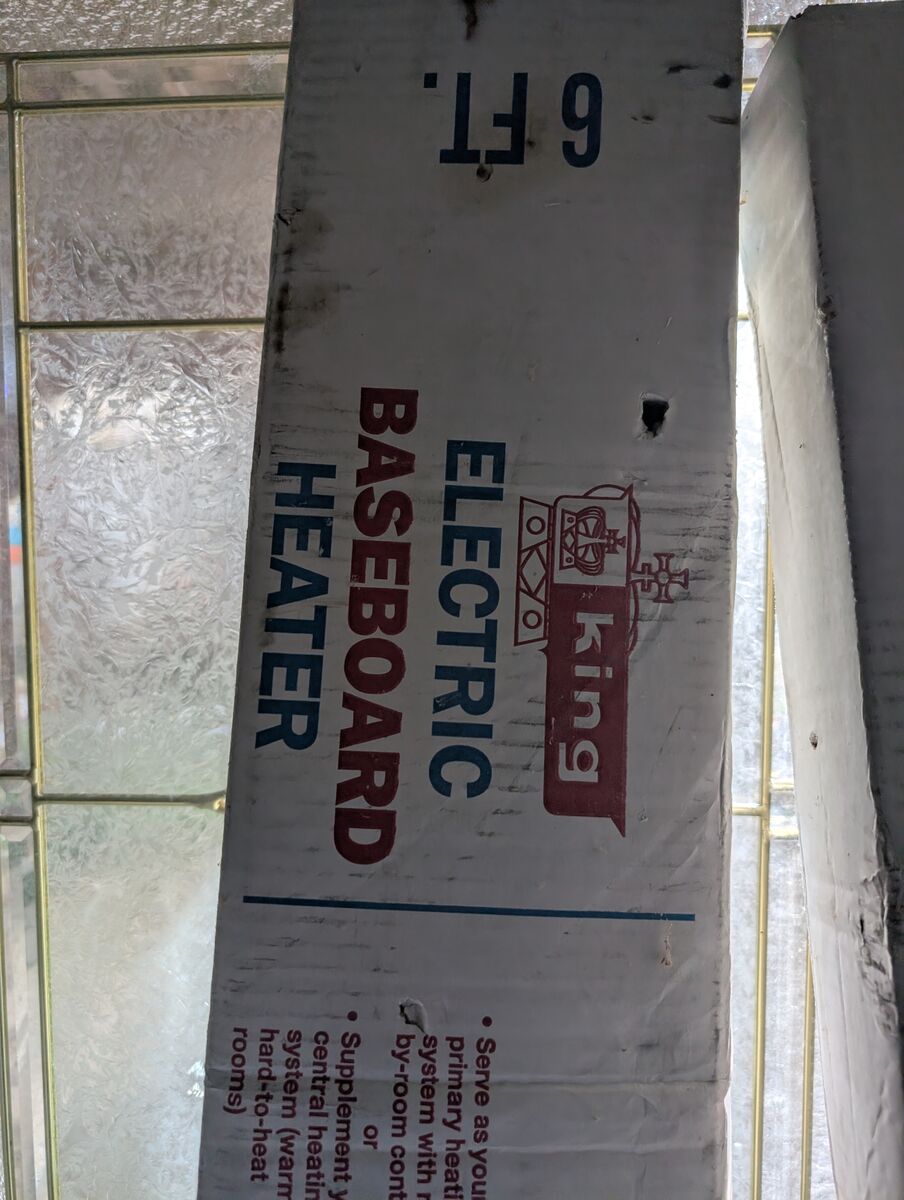 6 FT.
king
ELECTRIC
BASEBOARD
HEATER
• Serve as you
primary heati
system with r
by-room cont
or
• Supplement y
central heatin
system (warm
hard-to-heat
rooms)